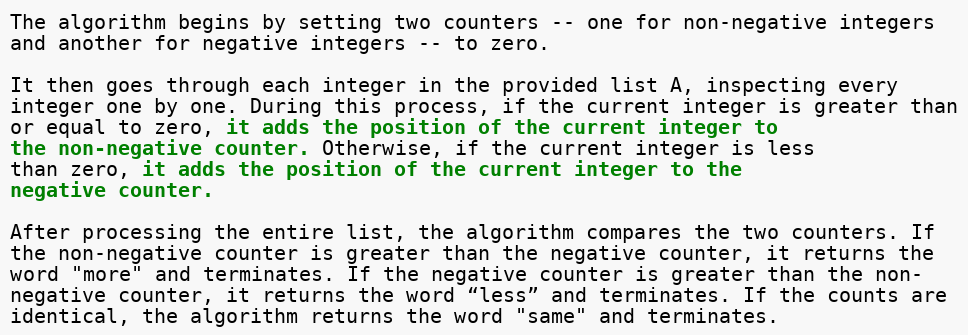 The algorithm begins by setting two counters -- one for non-negative integers
and another for negative integers -- to zero.
It then goes through each integer in the provided list A, inspecting every
integer one by one. During this process, if the current integer is greater than
or equal to zero, it adds the position of the current integer to
the non-negative counter. Otherwise, if the current integer is less
than zero, it adds the position of the current integer to the
negative counter.
After processing the entire list, the algorithm compares the two counters. If
the non-negative counter is greater than the negative counter, it returns the
word "more" and terminates. If the negative counter is greater than the non-
negative counter, it returns the word “less” and terminates. If the counts are
identical, the algorithm returns the word "same" and terminates.